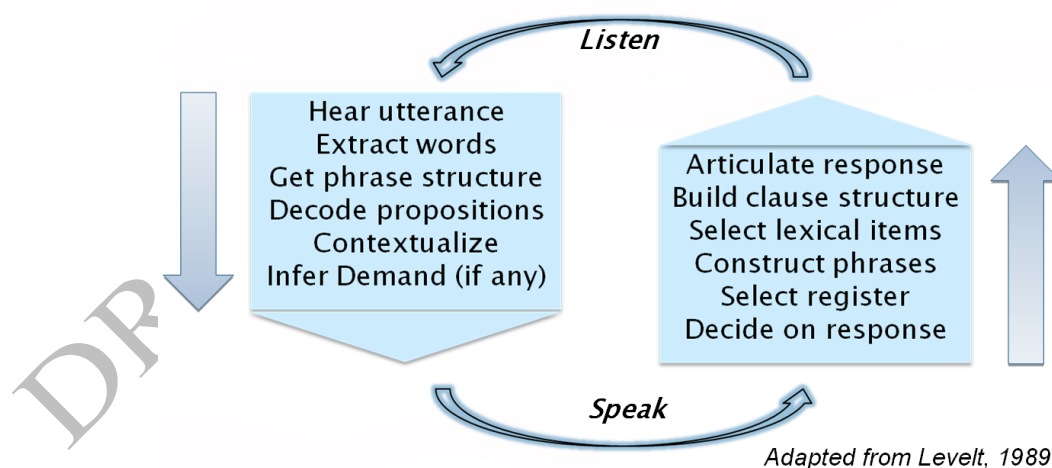 Listen
Hear utterance
Extract words
Get phrase structure
Decode propositions
Contextualize
Infer Demand (if any)
Articulate response
Build clause structure
Select lexical items
Construct phrases
Select register
Decide on response
Speak
Adapted from Levelt, 1989
DR